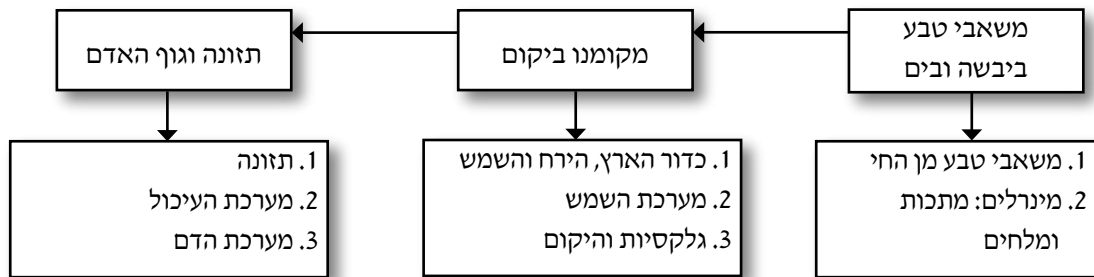 משאבי טבע
ביבשה ובים
מקומנו ביקום
תזונה וגוף האדם
1. משאבי טבע מן החי
2. מינרלים: מתכות
ומלחים
1. כדור הארץ, הירח והשמש
2. מערכת השמש
3. גלקסיות והיקום
1. תזונה
2. מערכת העיכול
3. מערכת הדם